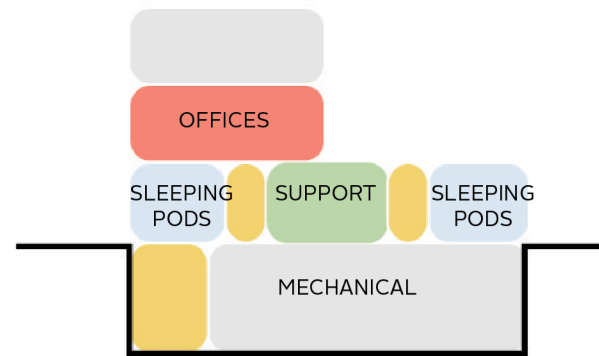 OFFICES
SLEEPING
PODS
SUPPORT
SLEEPING
PODS
MECHANICAL